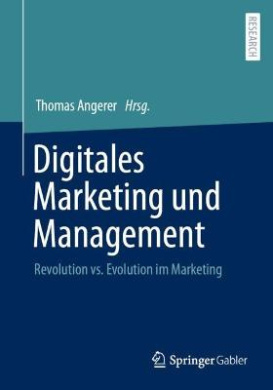 RESEARCH
Thomas Angerer Hrsg.
Digitales
Marketing und
Management
Revolution vs. Evolution im Marketing
Springer Gabler